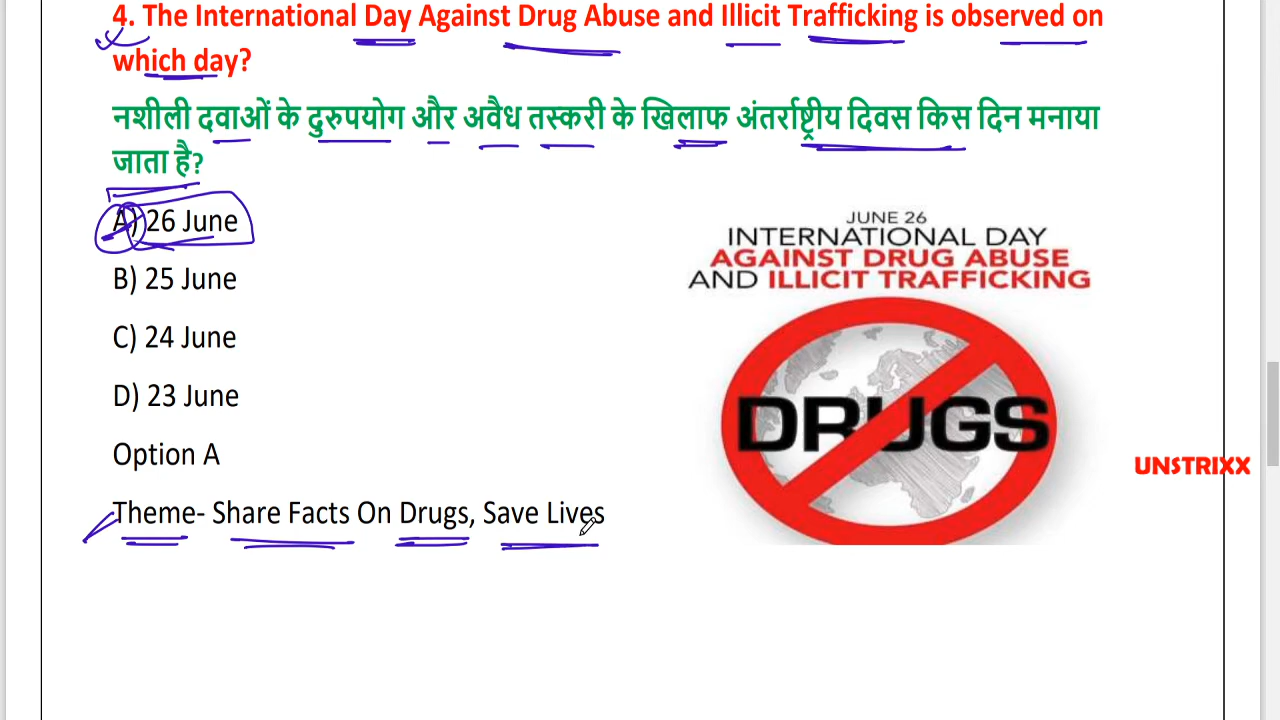 4. The International Day Against Drug Abuse and Illicit Trafficking is observed on
which day?
नशीली दवाओं के दुरुपयोग और अवैध तस्करी के खिलाफ अंतर्राष्ट्रीय दिवस किस दिन मनाया
जाता है?
A) 26 June
B) 25 June
C) 24 June
D) 23 June
Option A
Theme- Share Facts On Drugs, Save Lives
JUNE 26
INTERNATIONAL DAY
AGAINST DRUG ABUSE
AND ILLICIT TRAFFICKING
DRUGS
UNSTRIXX